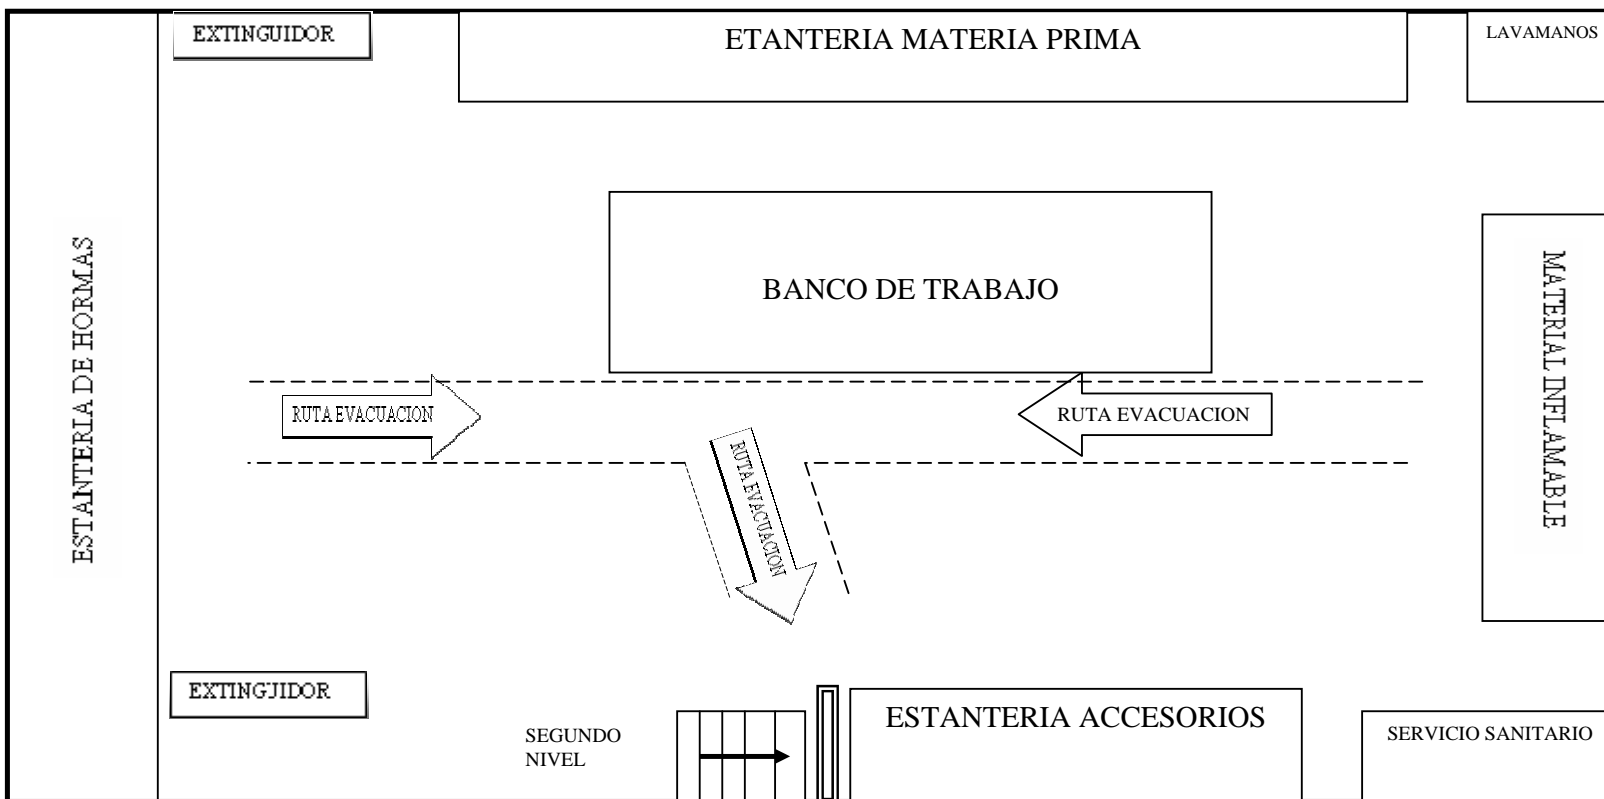 EXTINGUIDOR
ETANTERIA MATERIA PRIMA
LAVAMANOS
ESTANTERIA DE HORMAS
BANCO DE TRABAJO
MATERIAL INFLAMABLE
RUTA EVACUACION
RUTA EVACUACION
RUTA EVACUACION
EXTINGUIDOR
SEGUNDO
NIVEL
ESTANTERIA ACCESORIOS
SERVICIO SANITARIO